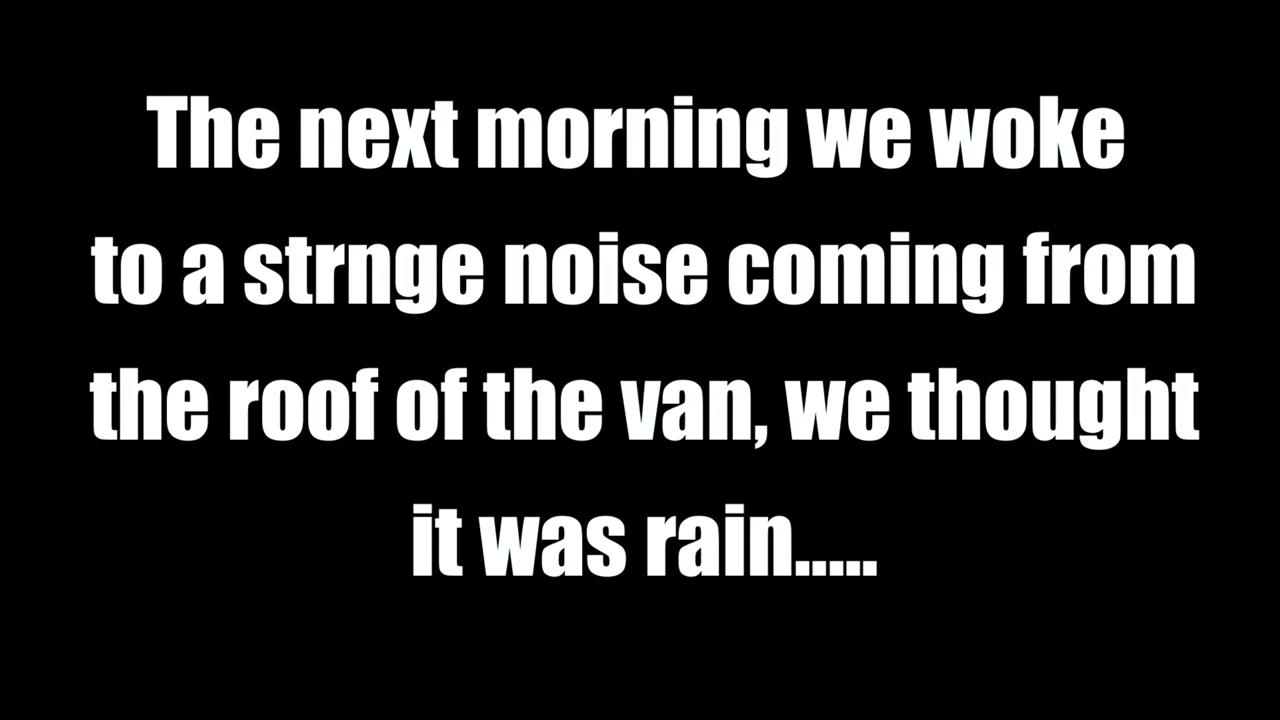 The next morning we woke
to a strnge noise coming from
the roof of the van, we thought
it was rain.....